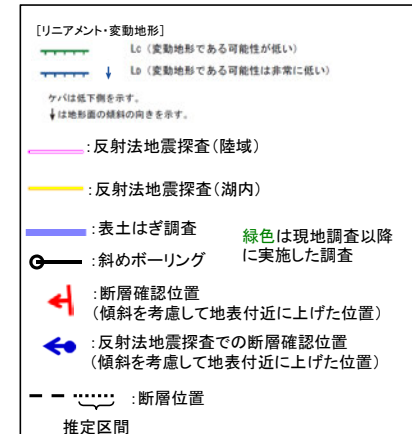 [リニアメント・変動地形]
Lc（変動地形である可能性が低い）
LD（変動地形である可能性は非常に低い）
ケバは低下側を示す。
↓は地形面の傾斜の向きを示す。
：反射法地震探査（陸域）
：反射法地震探査（湖内）
：表土はぎ調査
緑色は現地調査以降
に実施した調査
：斜めボーリング
：断層確認位置
（傾斜を考慮して地表付近に上げた位置）
：反射法地震探査での断層確認位置
（傾斜を考慮して地表付近に上げた位置）
：断層位置
推定区間